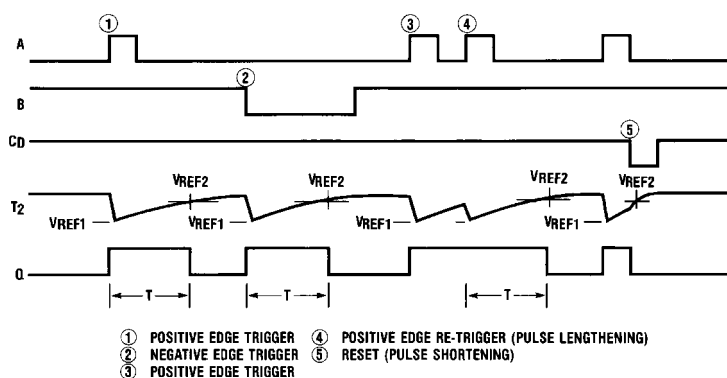 ① ③ ④
A
②
B
CD ⑤
VREF2 VREF2 VREF2 VREF2
T2
VREF1 VREF1 VREF1 VREF1
Q
T T T
① POSITIVE EDGE TRIGGER ④ POSITIVE EDGE RE-TRIGGER (PULSE LENGTHENING)
② NEGATIVE EDGE TRIGGER ⑤ RESET (PULSE SHORTENING)
③ POSITIVE EDGE TRIGGER